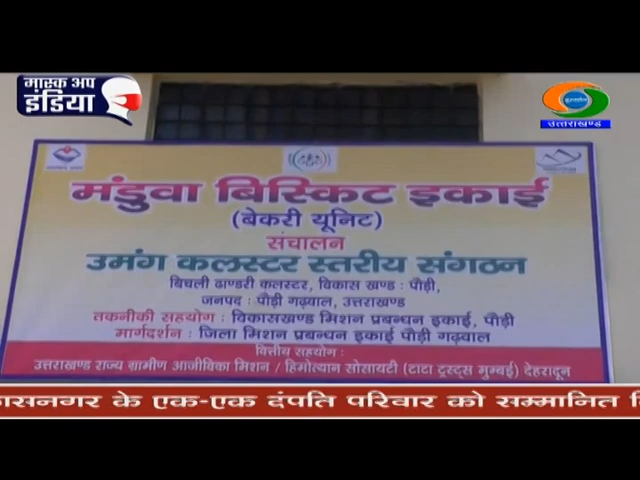 मास्क अप
इंडिया
उत्तराखण्ड
मंडुवा बिस्किट इकाई
(बेकरी यूनिट)
संचालन
उमंग कलस्टर स्तरीय संगठन
बिचली ढाण्डरी कलस्टर, विकास खण्ड : पौड़ी,
जनपद : पौड़ी गढ़वाल, उत्तराखण्ड
तकनीकी सहयोग : विकासखण्ड मिशन प्रबन्धन इकाई, पौड़ी
मार्गदर्शन : जिला मिशन प्रबन्धन इकाई पौड़ी गढ़वाल
वित्तीय सहयोग :
उत्तराखण्ड राज्य ग्रामीण आजीविका मिशन / हिमोत्थान सोसायटी (टाटा ट्रस्ट्स मुम्बई) देहरादून
कासनगर के एक-एक दंपति परिवार को सम्मानित